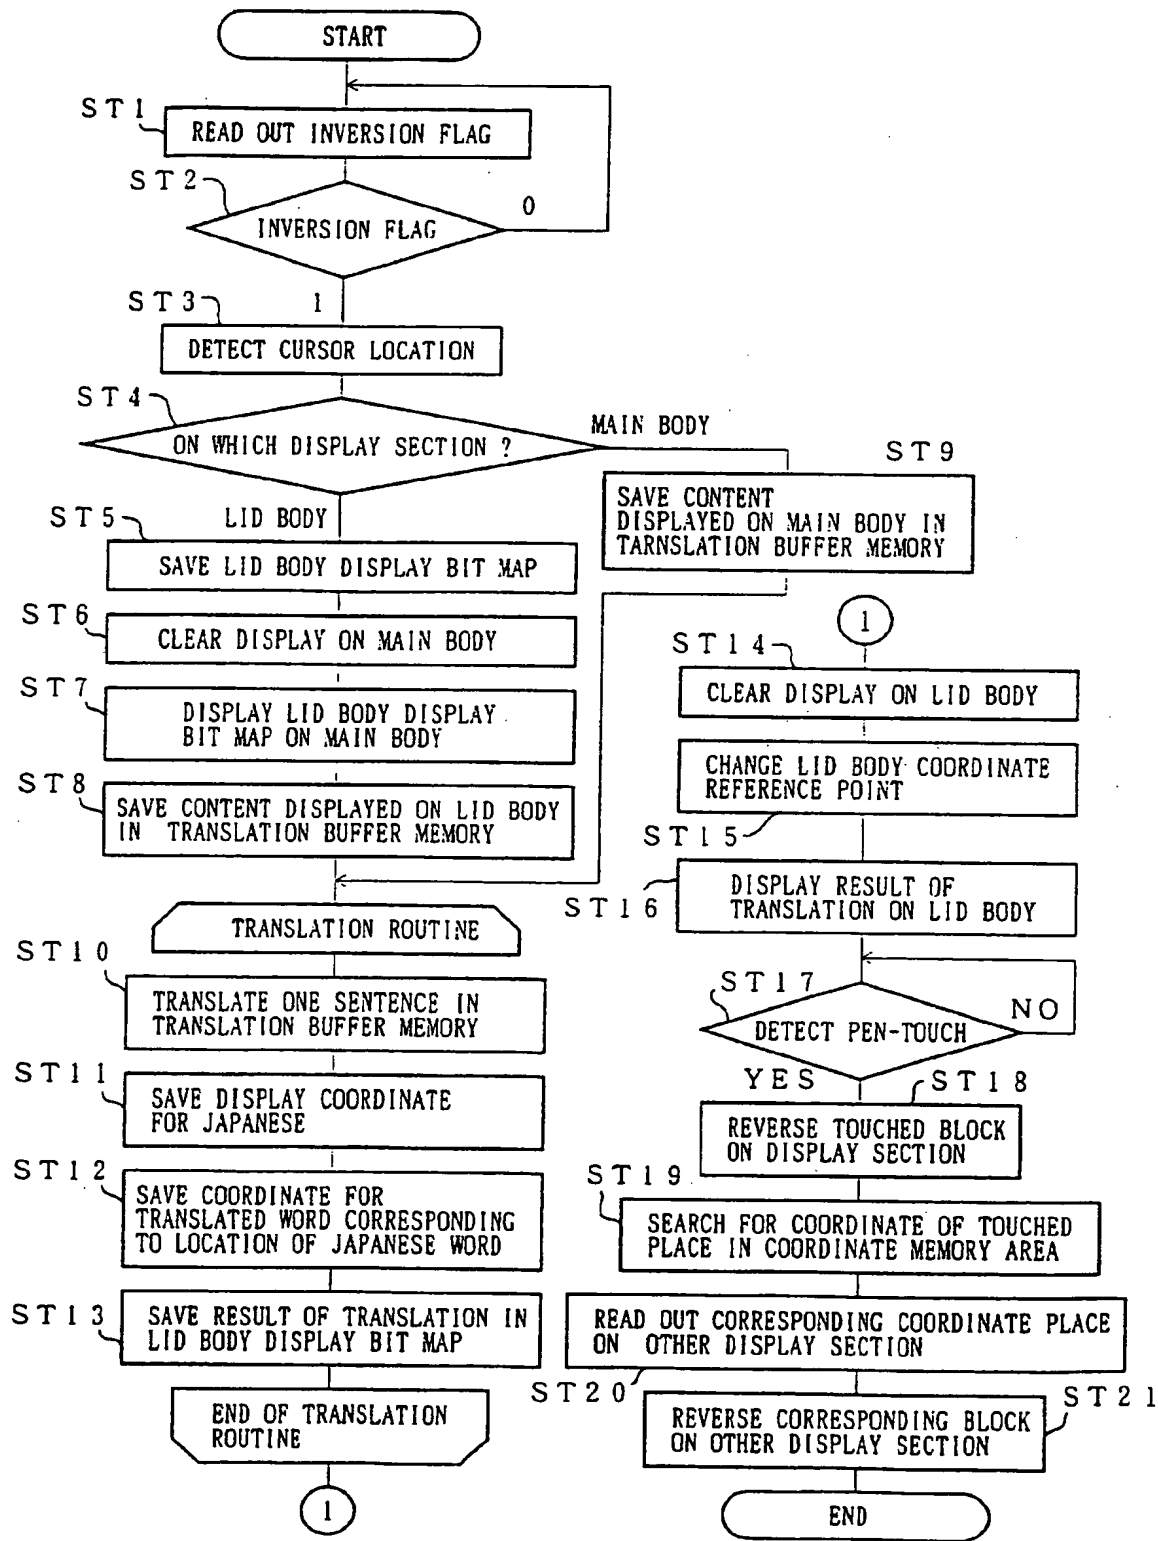 START
ST1
READ OUT INVERSION FLAG
ST2
INVERSION FLAG
0
1
ST3
DETECT CURSOR LOCATION
ST4
ON WHICH DISPLAY SECTION ?
MAIN BODY
LID BODY
ST9
SAVE CONTENT
DISPLAYED ON MAIN BODY IN
TARNSLATION BUFFER MEMORY
ST5
SAVE LID BODY DISPLAY BIT MAP
ST6
CLEAR DISPLAY ON MAIN BODY
ST7
DISPLAY LID BODY DISPLAY
BIT MAP ON MAIN BODY
ST8
SAVE CONTENT DISPLAYED ON LID BODY
IN TRANSLATION BUFFER MEMORY
TRANSLATION ROUTINE
ST10
TRANSLATE ONE SENTENCE IN
TRANSLATION BUFFER MEMORY
ST11
SAVE DISPLAY COORDINATE
FOR JAPANESE
ST12
SAVE COORDINATE FOR
TRANSLATED WORD CORRESPONDING
TO LOCATION OF JAPANESE WORD
ST13
SAVE RESULT OF TRANSLATION IN
LID BODY DISPLAY BIT MAP
END OF TRANSLATION
ROUTINE
1
1
ST14
CLEAR DISPLAY ON LID BODY
CHANGE LID BODY COORDINATE
REFERENCE POINT
ST15
ST16
DISPLAY RESULT OF
TRANSLATION ON LID BODY
ST17
DETECT PEN-TOUCH
NO
YES
ST18
REVERSE TOUCHED BLOCK
ON DISPLAY SECTION
ST19
SEARCH FOR COORDINATE OF TOUCHED
PLACE IN COORDINATE MEMORY AREA
READ OUT CORRESPONDING COORDINATE PLACE
ON OTHER DISPLAY SECTION
ST20
ST21
REVERSE CORRESPONDING BLOCK
ON OTHER DISPLAY SECTION
END